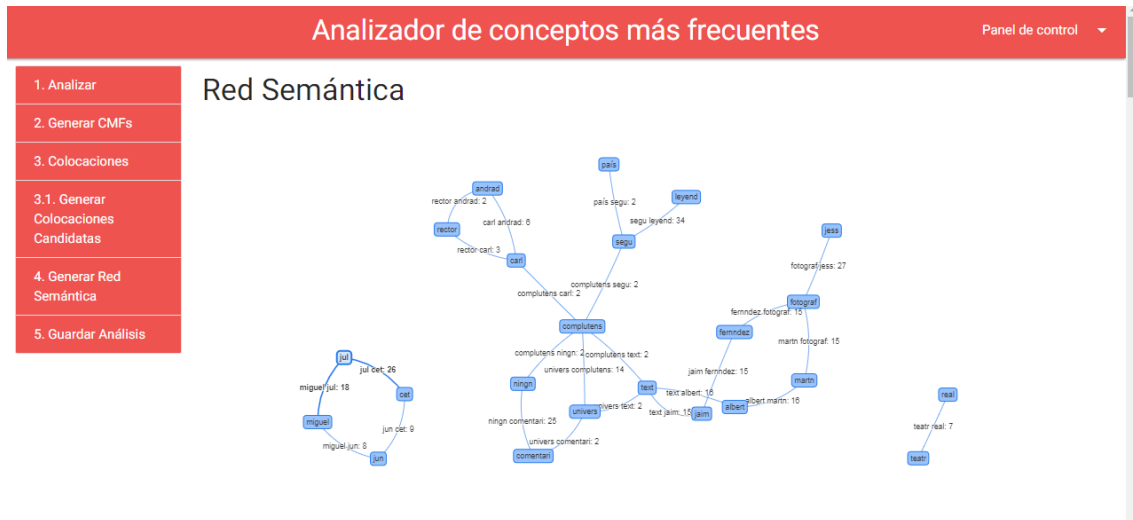 Analizador de conceptos más frecuentes
Panel de control
1. Analizar
2. Generar CMFs
3. Colocaciones
3.1. Generar
Colocaciones
Candidatas
4. Generar Red
Semántica
5. Guardar Análisis
Red Semántica
país
andrad
leyend
rector andrad: 2
país segu: 2
carl andrad: 6
segu leyend: 34
rector
jess
segu
rector carl: 3
carl
fotograf jess: 27
complutens segu: 2
complutens carl: 2
fotograf
fernndez fotograf: 15
complutens
fernndez
martn fotograf: 15
complutens ningn: 2
complutens text: 2
jul
jul cet: 26
univers complutens: 14
jaim fernndez: 15
martn
ningn
miguel jul: 18
text
text albert: 16
cet
real
albert martn: 16
univers text: 2
albert
univers
text jaim: 15
jaim
miguel
ningn comentari: 25
jun cet: 9
teatr real: 7
univers comentari: 2
miguel jun: 8
comentari
jun
teatr